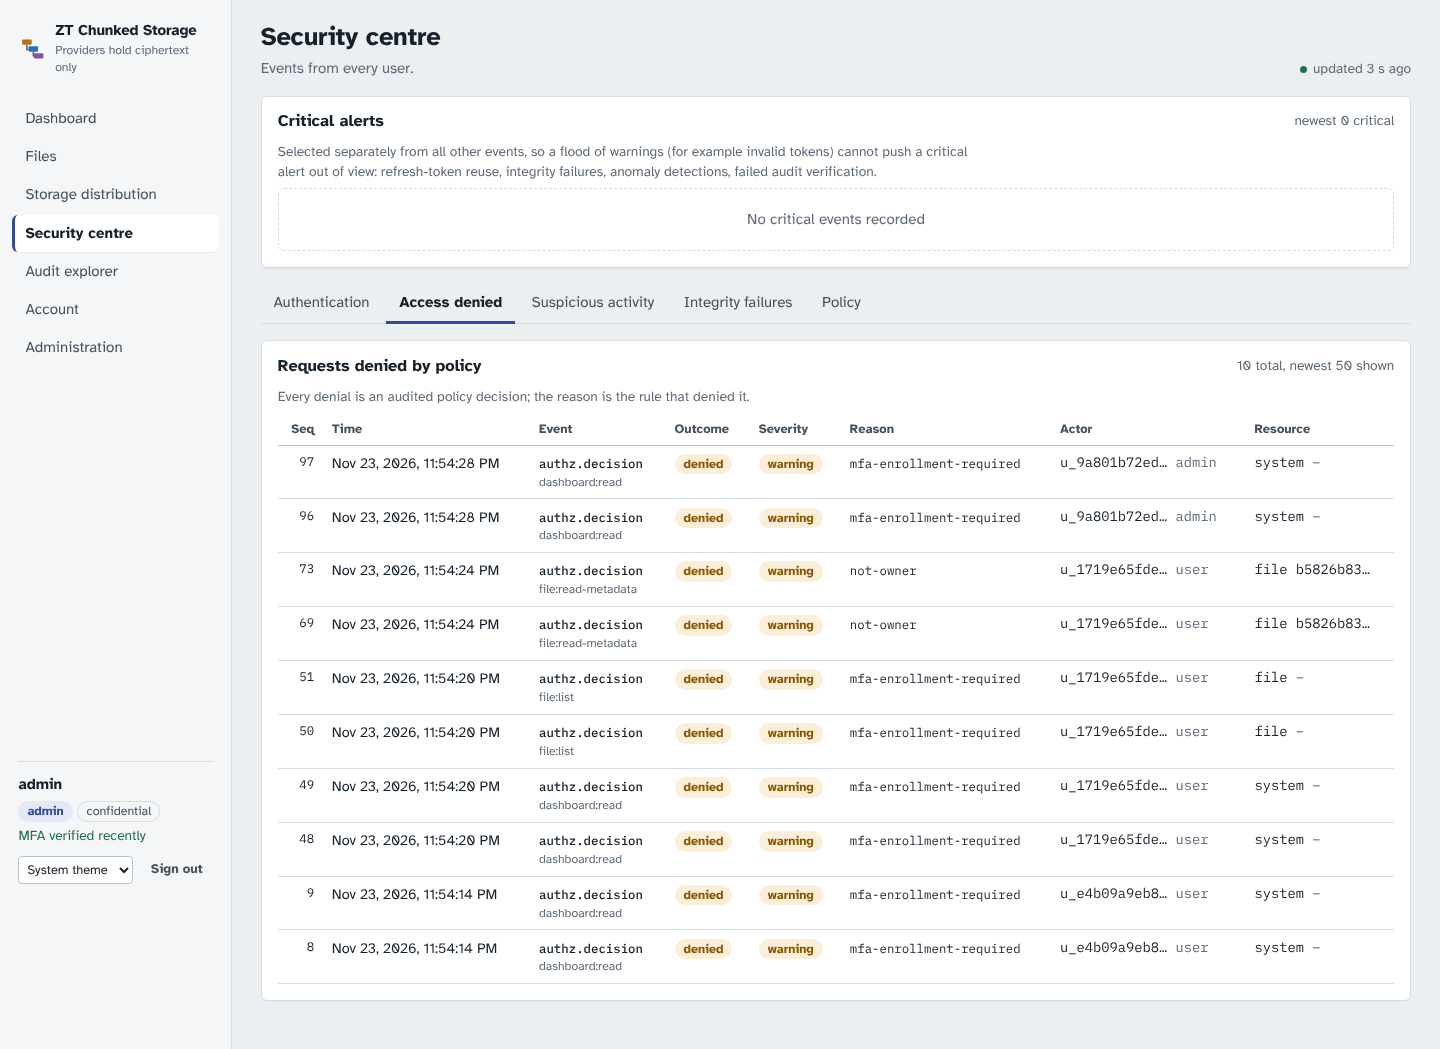 ZT Chunked Storage
Providers hold ciphertext
only
Dashboard
Files
Storage distribution
Security centre
Audit explorer
Account
Administration
admin
admin confidential
MFA verified recently
System theme Sign out
Security centre
Events from every user.
updated 3 s ago
Critical alerts
newest 0 critical
Selected separately from all other events, so a flood of warnings (for example invalid tokens) cannot push a critical
alert out of view: refresh-token reuse, integrity failures, anomaly detections, failed audit verification.
No critical events recorded
Authentication Access denied Suspicious activity Integrity failures Policy
Requests denied by policy
10 total, newest 50 shown
Every denial is an audited policy decision; the reason is the rule that denied it.
Seq Time Event Outcome Severity Reason Actor Resource
97 Nov 23, 2026, 11:54:28 PM authz.decision denied warning mfa-enrollment-required u_9a801b72ed… admin system –
dashboard:read
96 Nov 23, 2026, 11:54:28 PM authz.decision denied warning mfa-enrollment-required u_9a801b72ed… admin system –
dashboard:read
73 Nov 23, 2026, 11:54:24 PM authz.decision denied warning not-owner u_1719e65fde… user file b5826b83…
file:read-metadata
69 Nov 23, 2026, 11:54:24 PM authz.decision denied warning not-owner u_1719e65fde… user file b5826b83…
file:read-metadata
51 Nov 23, 2026, 11:54:20 PM authz.decision denied warning mfa-enrollment-required u_1719e65fde… user file –
file:list
50 Nov 23, 2026, 11:54:20 PM authz.decision denied warning mfa-enrollment-required u_1719e65fde… user file –
file:list
49 Nov 23, 2026, 11:54:20 PM authz.decision denied warning mfa-enrollment-required u_1719e65fde… user system –
dashboard:read
48 Nov 23, 2026, 11:54:20 PM authz.decision denied warning mfa-enrollment-required u_1719e65fde… user system –
dashboard:read
9 Nov 23, 2026, 11:54:14 PM authz.decision denied warning mfa-enrollment-required u_e4b09a9eb8… user system –
dashboard:read
8 Nov 23, 2026, 11:54:14 PM authz.decision denied warning mfa-enrollment-required u_e4b09a9eb8… user system –
dashboard:read